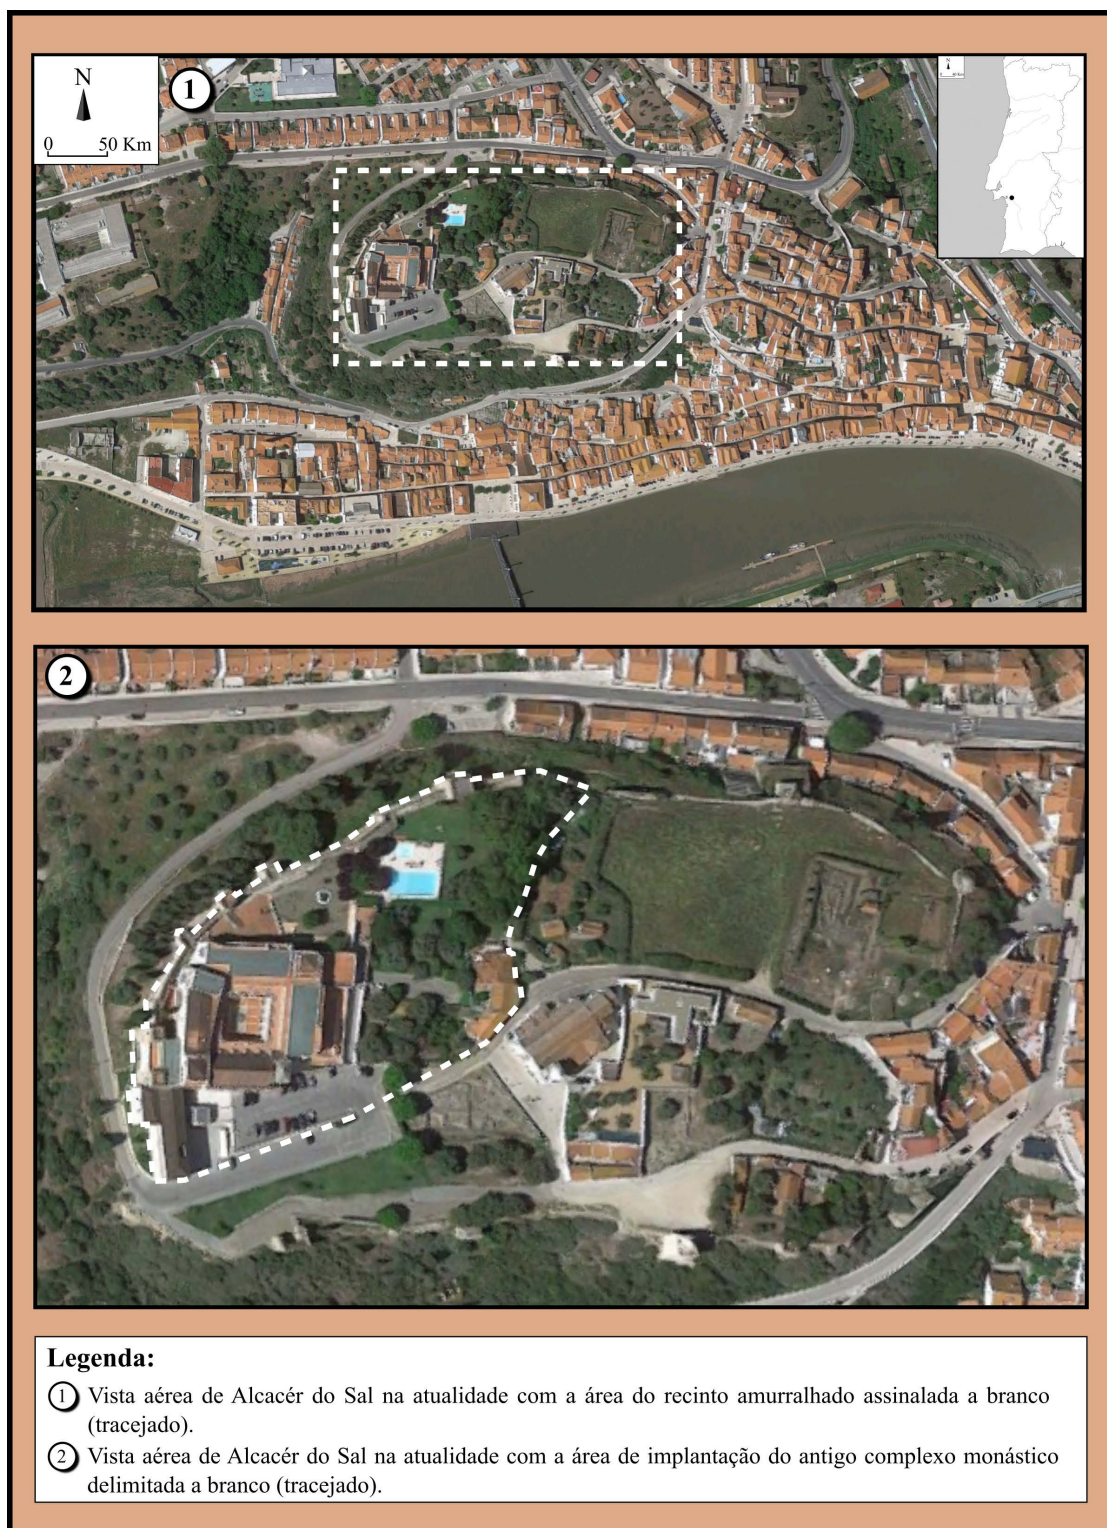 N
0 50 Km
1
N
2
Legenda:
1 Vista aérea de Alcacér do Sal na atualidade com a área do recinto amurralhado assinalada a branco
(tracejado).
2 Vista aérea de Alcacér do Sal na atualidade com a área de implantação do antigo complexo monástico
delimitada a branco (tracejado).